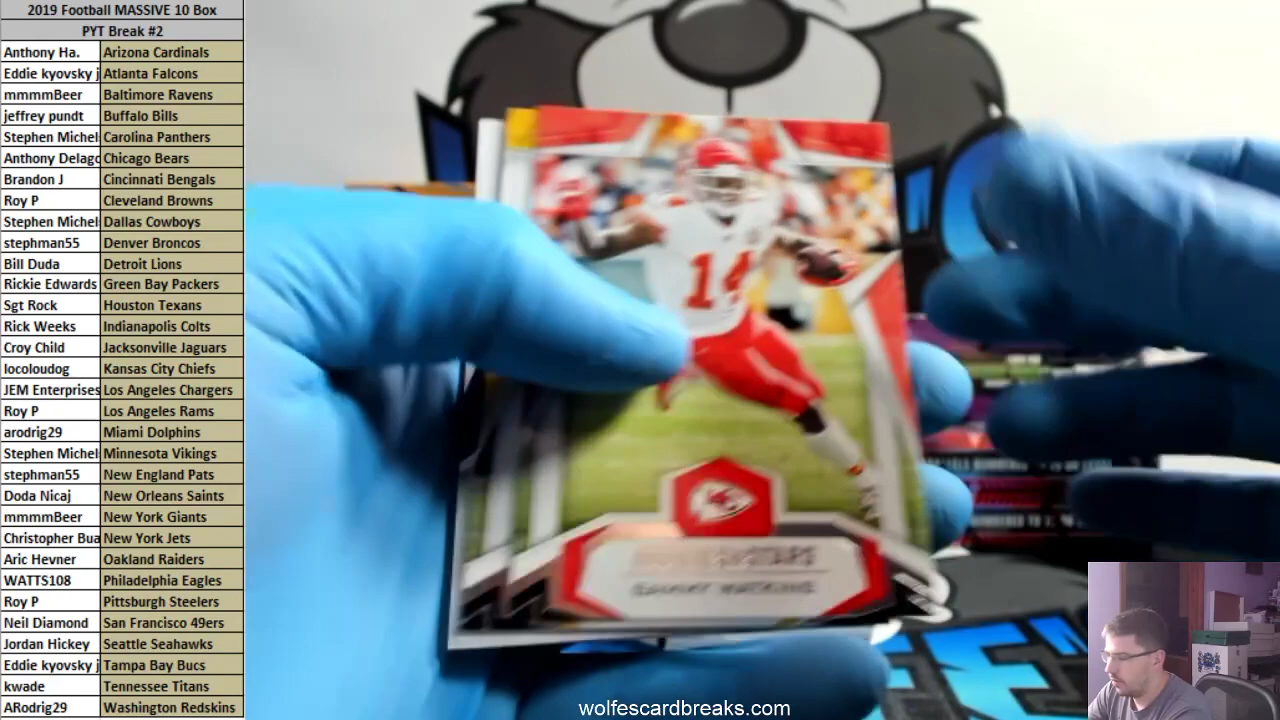 2019 Football MASSIVE 10 Box
PYT Break #2
Anthony Ha. Arizona Cardinals
Eddie kyovsky j Atlanta Falcons
mmmmBeer Baltimore Ravens
jeffrey pundt Buffalo Bills
Stephen Michel Carolina Panthers
Anthony Delago Chicago Bears
Brandon J Cincinnati Bengals
Roy P Cleveland Browns
Stephen Michel Dallas Cowboys
stephman55 Denver Broncos
Bill Duda Detroit Lions
Rickie Edwards Green Bay Packers
Sgt Rock Houston Texans
Rick Weeks Indianapolis Colts
Croy Child Jacksonville Jaguars
locoloudog Kansas City Chiefs
JEM Enterprises Los Angeles Chargers
Roy P Los Angeles Rams
arodrig29 Miami Dolphins
Stephen Michel Minnesota Vikings
stephman55 New England Pats
Doda Nicaj New Orleans Saints
mmmmBeer New York Giants
Christopher Bua New York Jets
Aric Hevner Oakland Raiders
WATTS108 Philadelphia Eagles
Roy P Pittsburgh Steelers
Neil Diamond San Francisco 49ers
Jordan Hickey Seattle Seahawks
Eddie kyovsky j Tampa Bay Bucs
kwade Tennessee Titans
ARodrig29 Washington Redskins
14
KC
STARS
SAMMY WATKINS
wolfescardbreaks.com